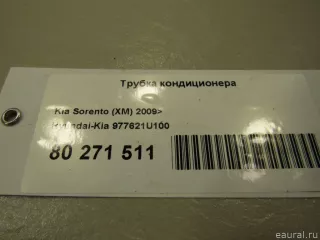 Трубка кондиционера
Kia Sorento (XM) 2009>
Hyundai-Kia 977621U100
80 271 511
eaural.ru